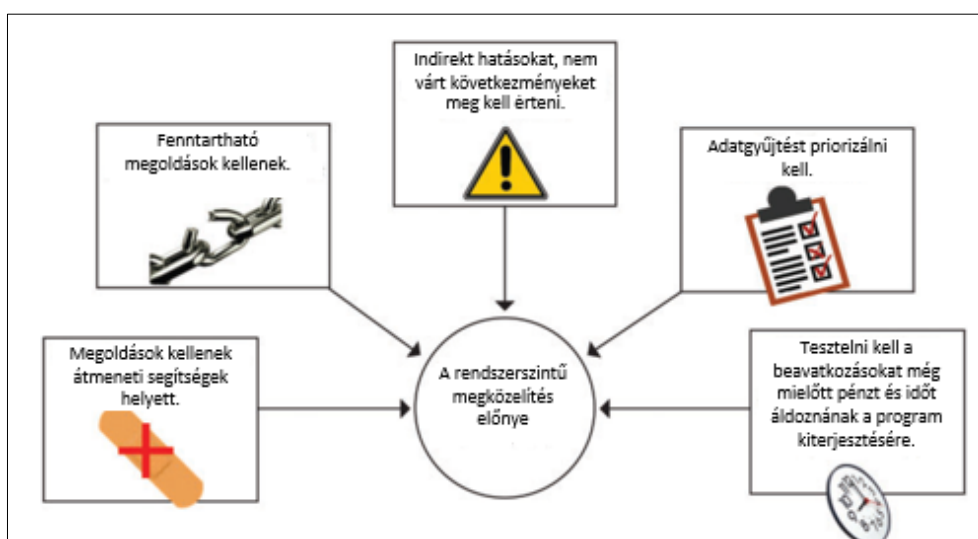 Indirekt hatásokat, nem
várt következményeket
meg kell érteni.
Fenntartható
megoldások kellenek.
Adatgyűjtést priorizálni
kell.
Megoldások kellenek
átmeneti segítségek
helyett.
A rendszerszintű
megközelítés
előnye
Tesztelni kell a
beavatkozásokat még
mielőtt pénzt és időt
áldoznának a program
kiterjesztésére.